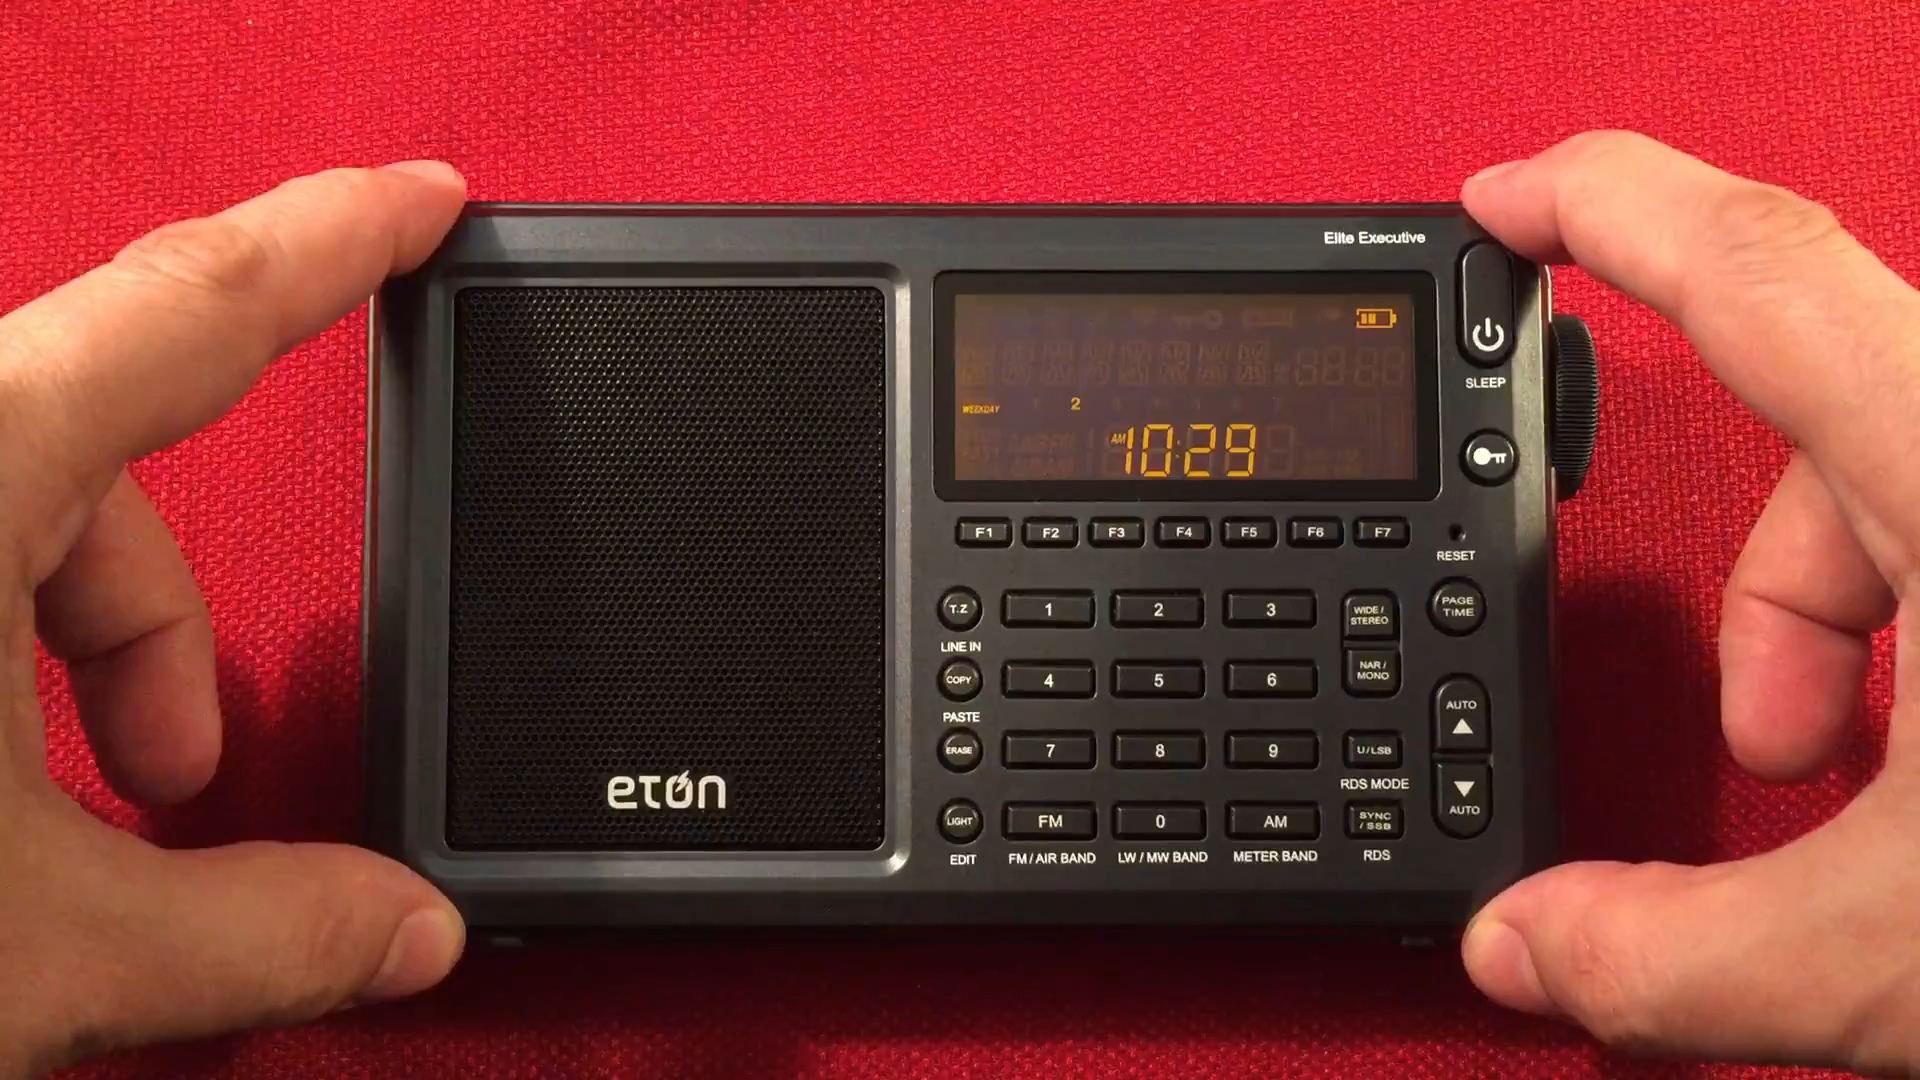 Elite Executive
WEEKDAY 2
AM 10:29
SLEEP
F1 F2 F3 F4 F5 F6 F7
RESET
T.Z 1 2 3 WIDE / STEREO PAGE TIME
LINE IN
COPY 4 5 6 NAR / MONO
PASTE
AUTO
ERASE 7 8 9 U/LSB
RDS MODE
AUTO
LIGHT FM 0 AM SYNC / SSB
EDIT FM / AIR BAND LW / MW BAND METER BAND RDS
etón